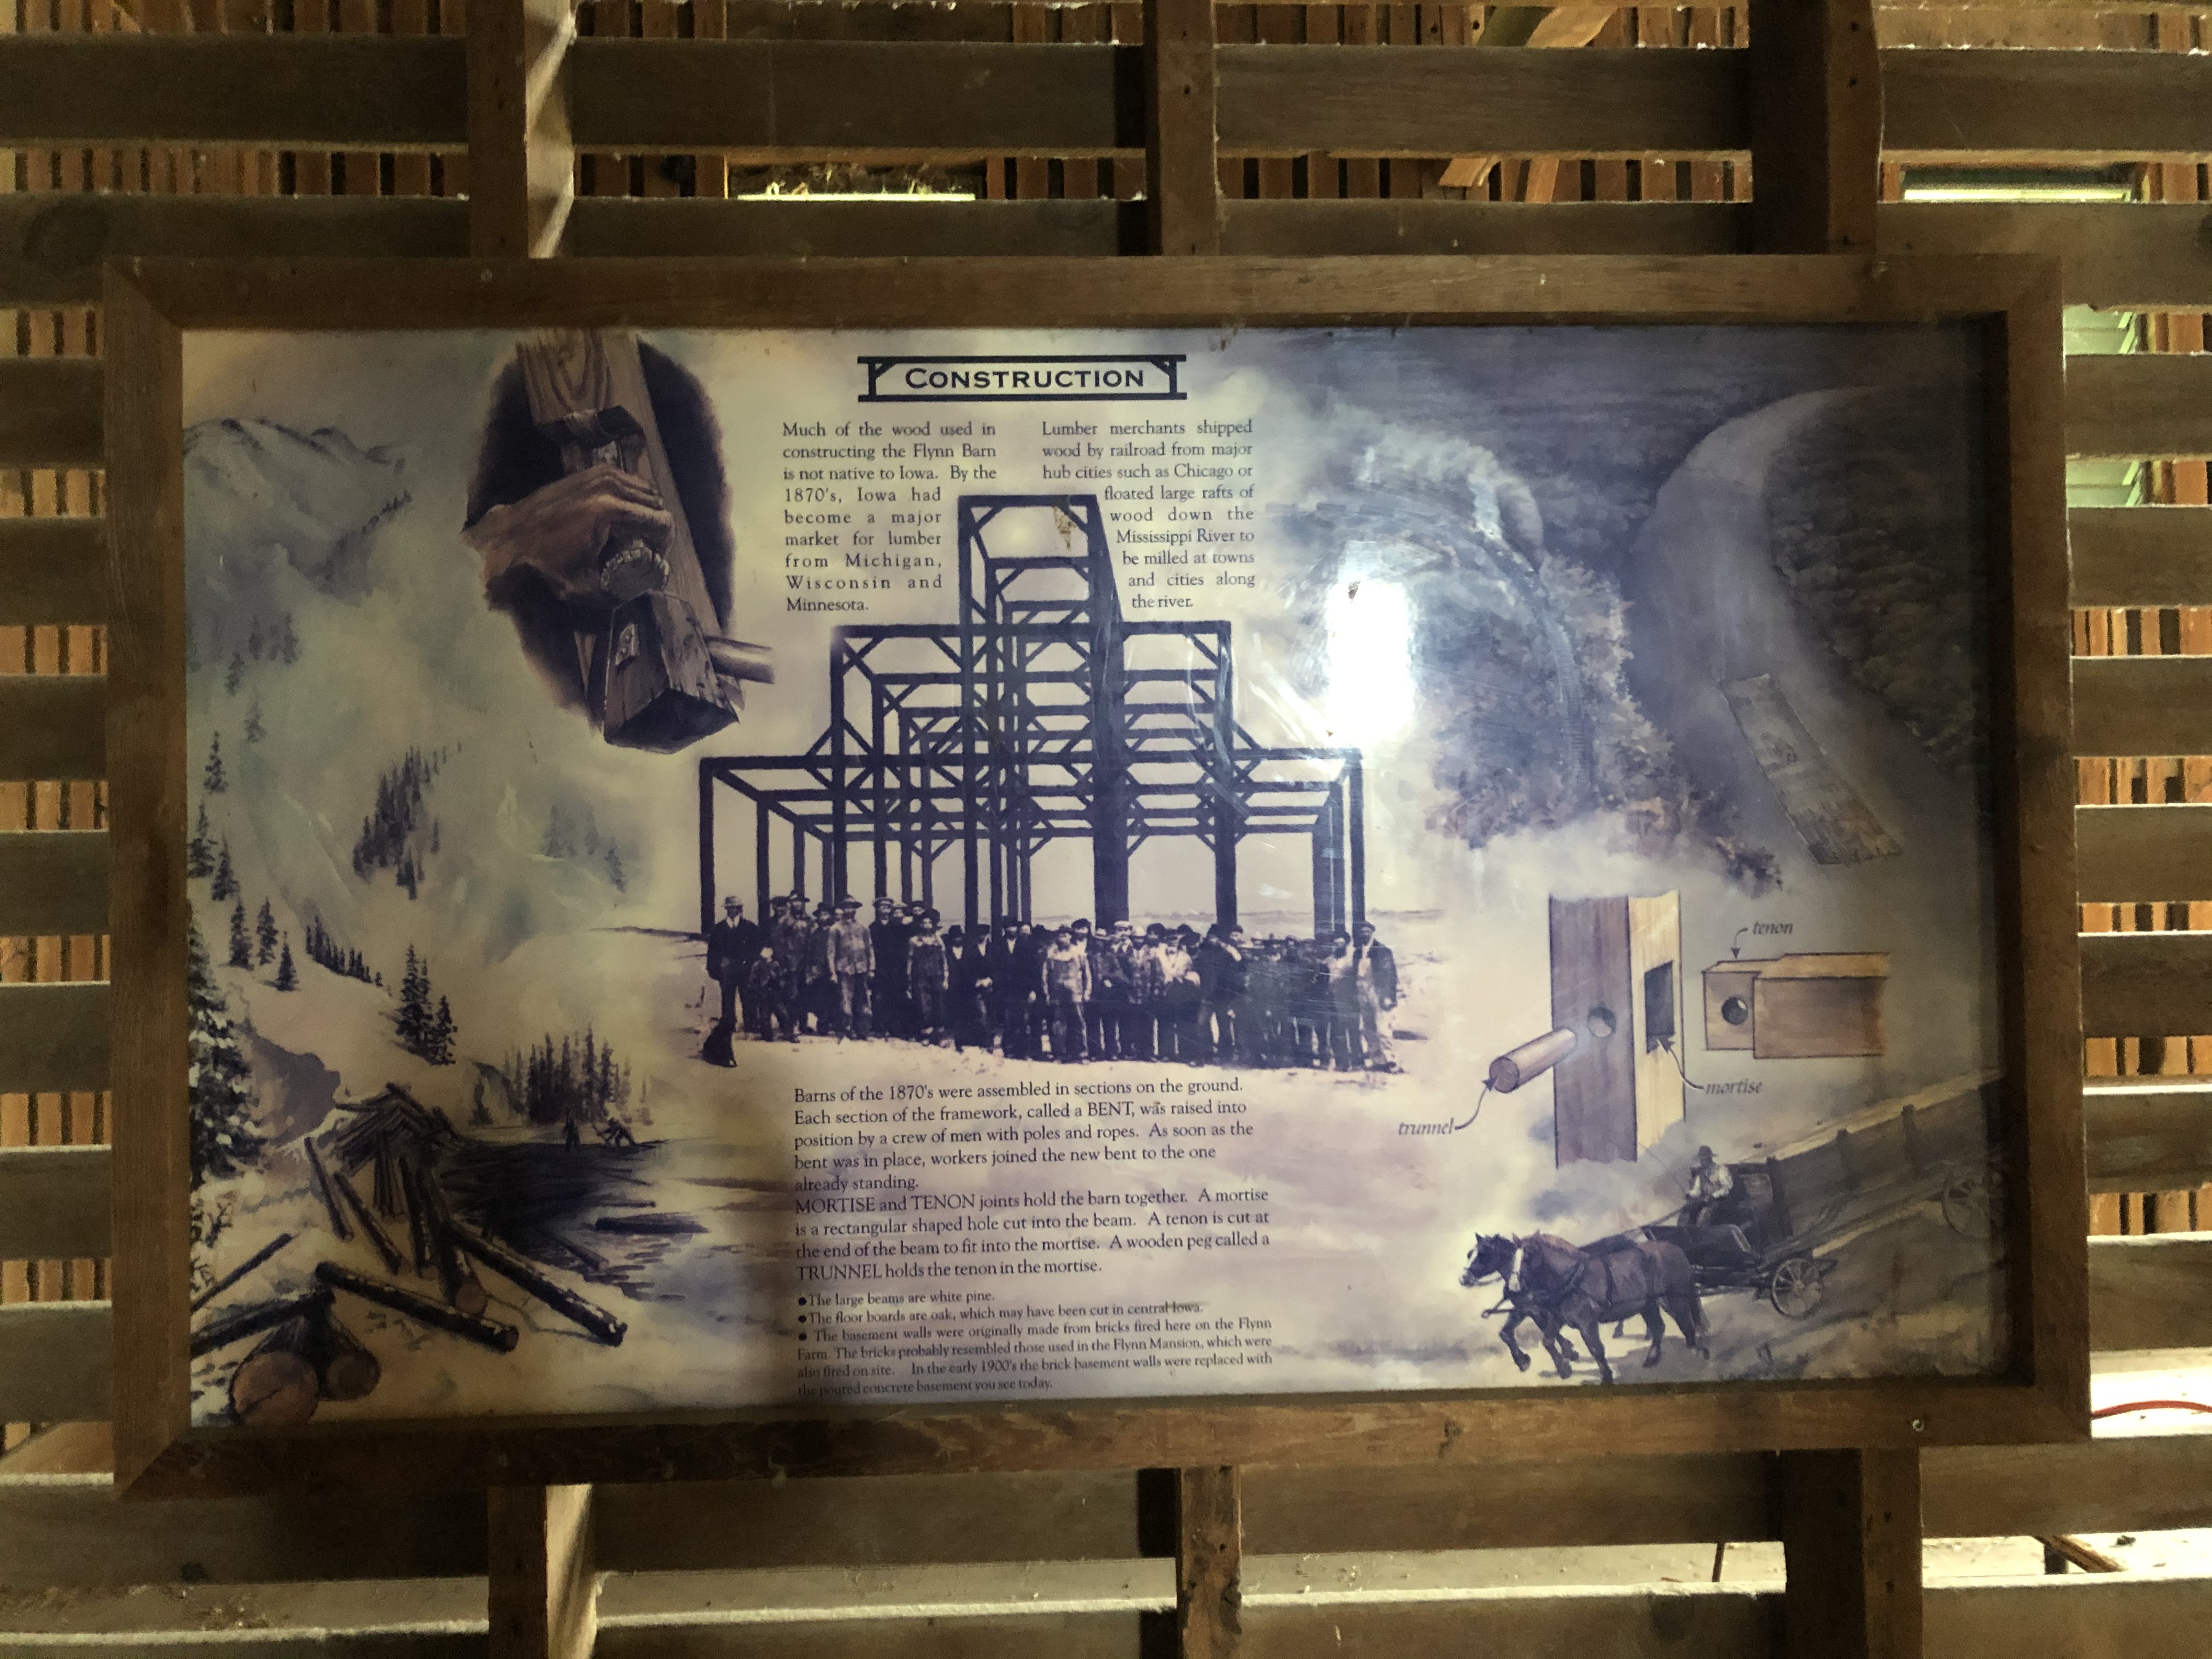 CONSTRUCTION
Much of the wood used in
constructing the Flynn Barn
is not native to Iowa. By the
1870's, Iowa had
become a major
market for lumber
from Michigan,
Wisconsin and
Minnesota.
Lumber merchants shipped
wood by railroad from major
hub cities such as Chicago or
floated large rafts of
wood down the
Mississippi River to
be milled at towns
and cities along
the river.
tenon
mortise
trunnel
Barns of the 1870's were assembled in sections on the ground.
Each section of the framework, called a BENT, was raised into
position by a crew of men with poles and ropes. As soon as the
bent was in place, workers joined the new bent to the one
already standing.
MORTISE and TENON joints hold the barn together. A mortise
is a rectangular shaped hole cut into the beam. A tenon is cut at
the end of the beam to fit into the mortise. A wooden peg called a
TRUNNEL holds the tenon in the mortise.
●The large beams are white pine.
●The floor boards are oak, which may have been cut in central Iowa.
● The basement walls were originally made from bricks fired here on the Flynn
Farm. The bricks probably resembled those used in the Flynn Mansion, which were
also fired on site. In the early 1900's the brick basement walls were replaced with
the poured concrete basement you see today.